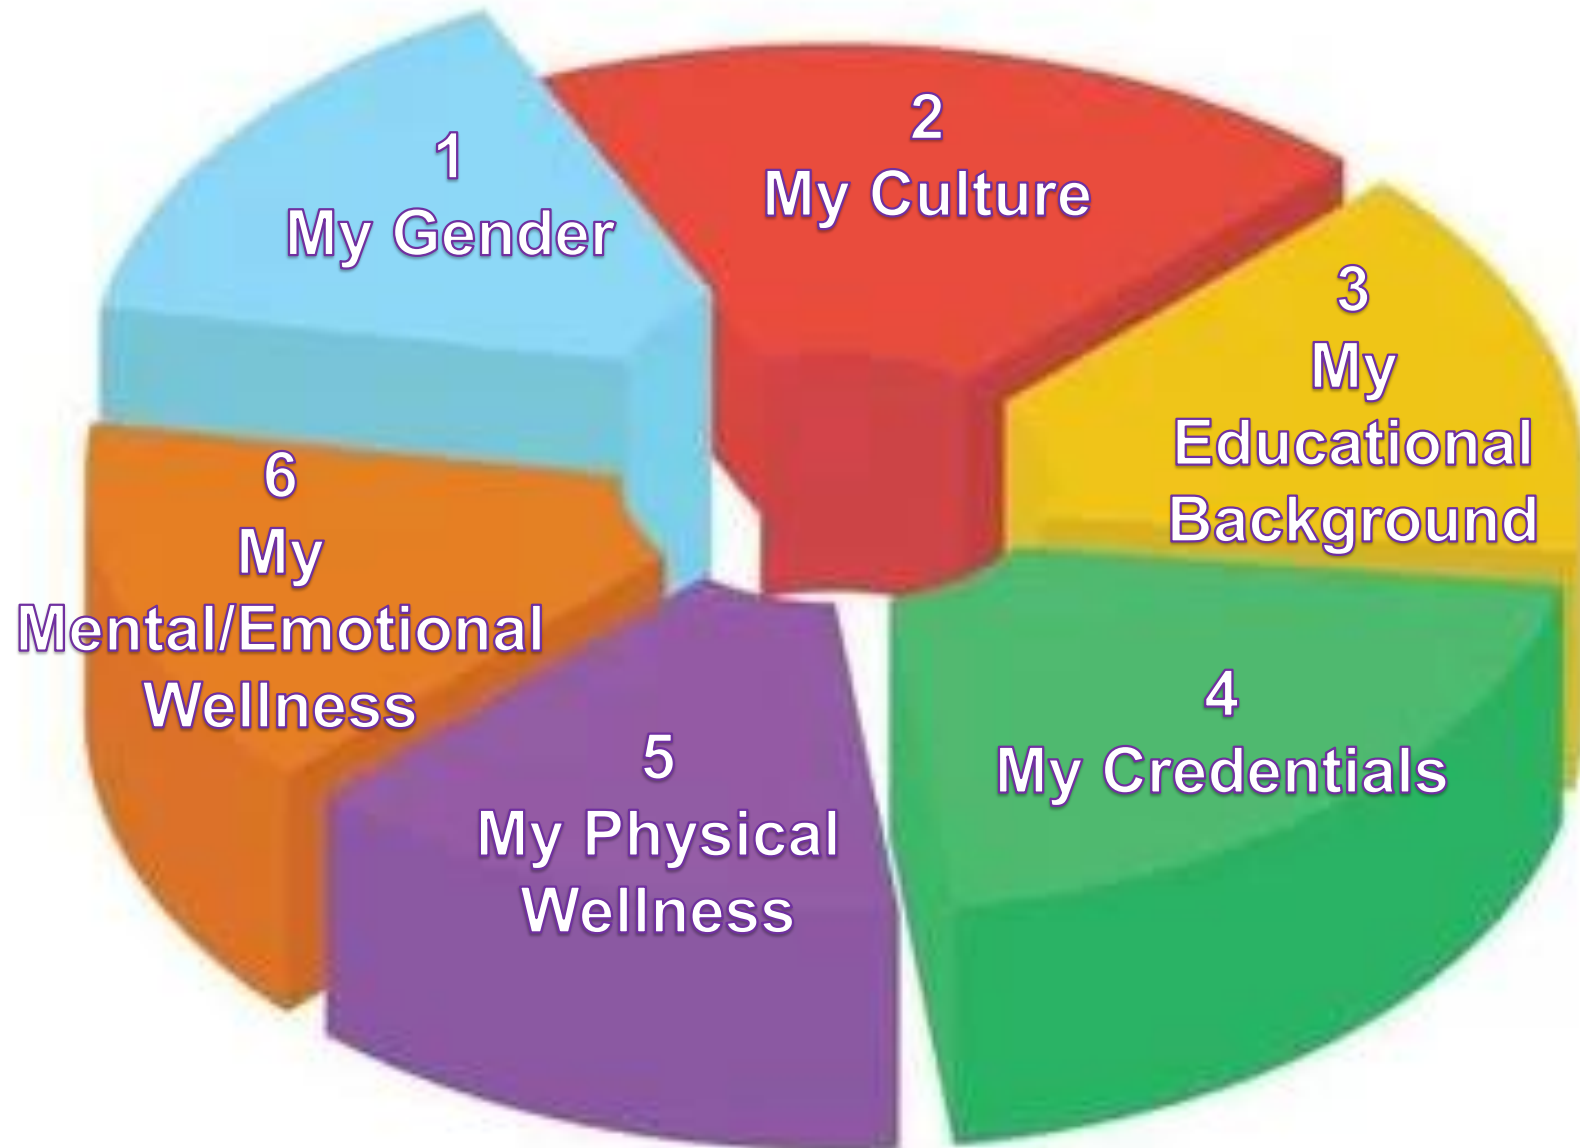 1
My Gender
2
My Culture
3
My
Educational
Background
4
My Credentials
5
My Physical
Wellness
6
My
Mental/Emotional
Wellness